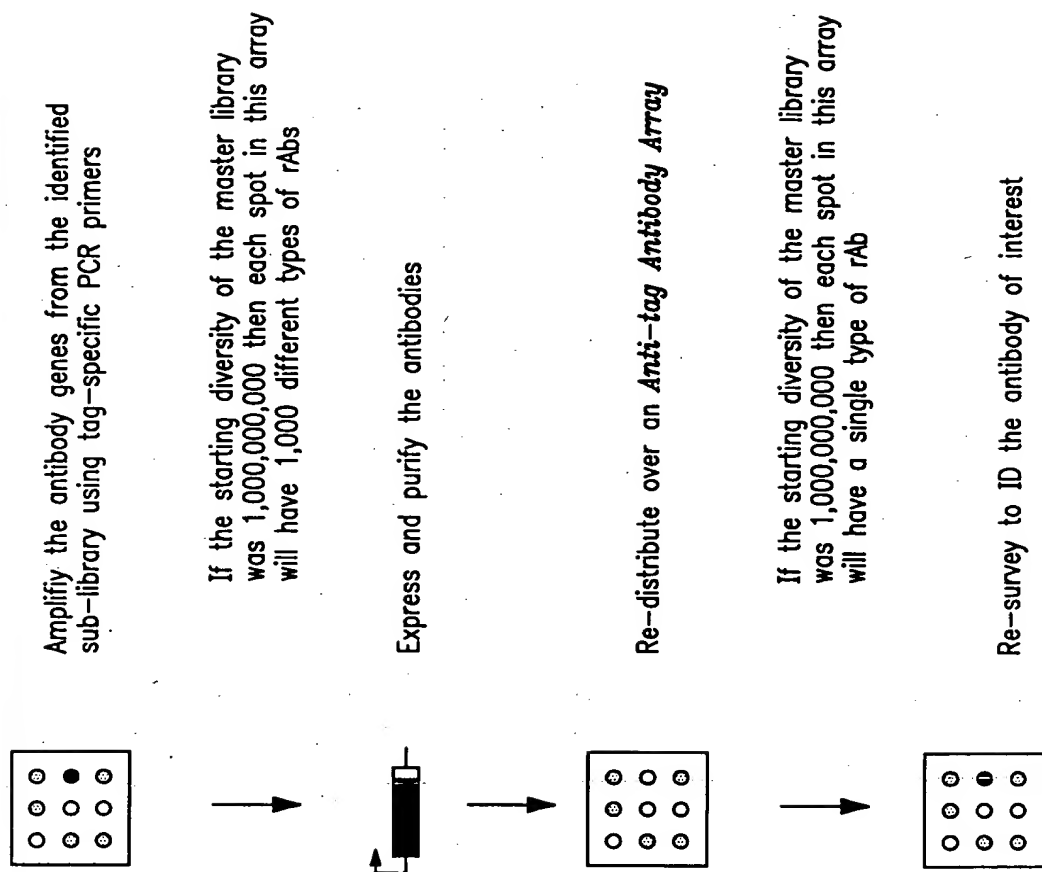 Amplifiy the antibody genes from the identified
sub-library using tag-specific PCR primers
If the starting diversity of the master library
was 1,000,000,000 then each spot in this array
will have 1,000 different types of rAbs
Express and purify the antibodies
Re-distribute over an Anti-tag Antibody Array
If the starting diversity of the master library
was 1,000,000,000 then each spot in this array
will have a single type of rAb
Re-survey to ID the antibody of interest